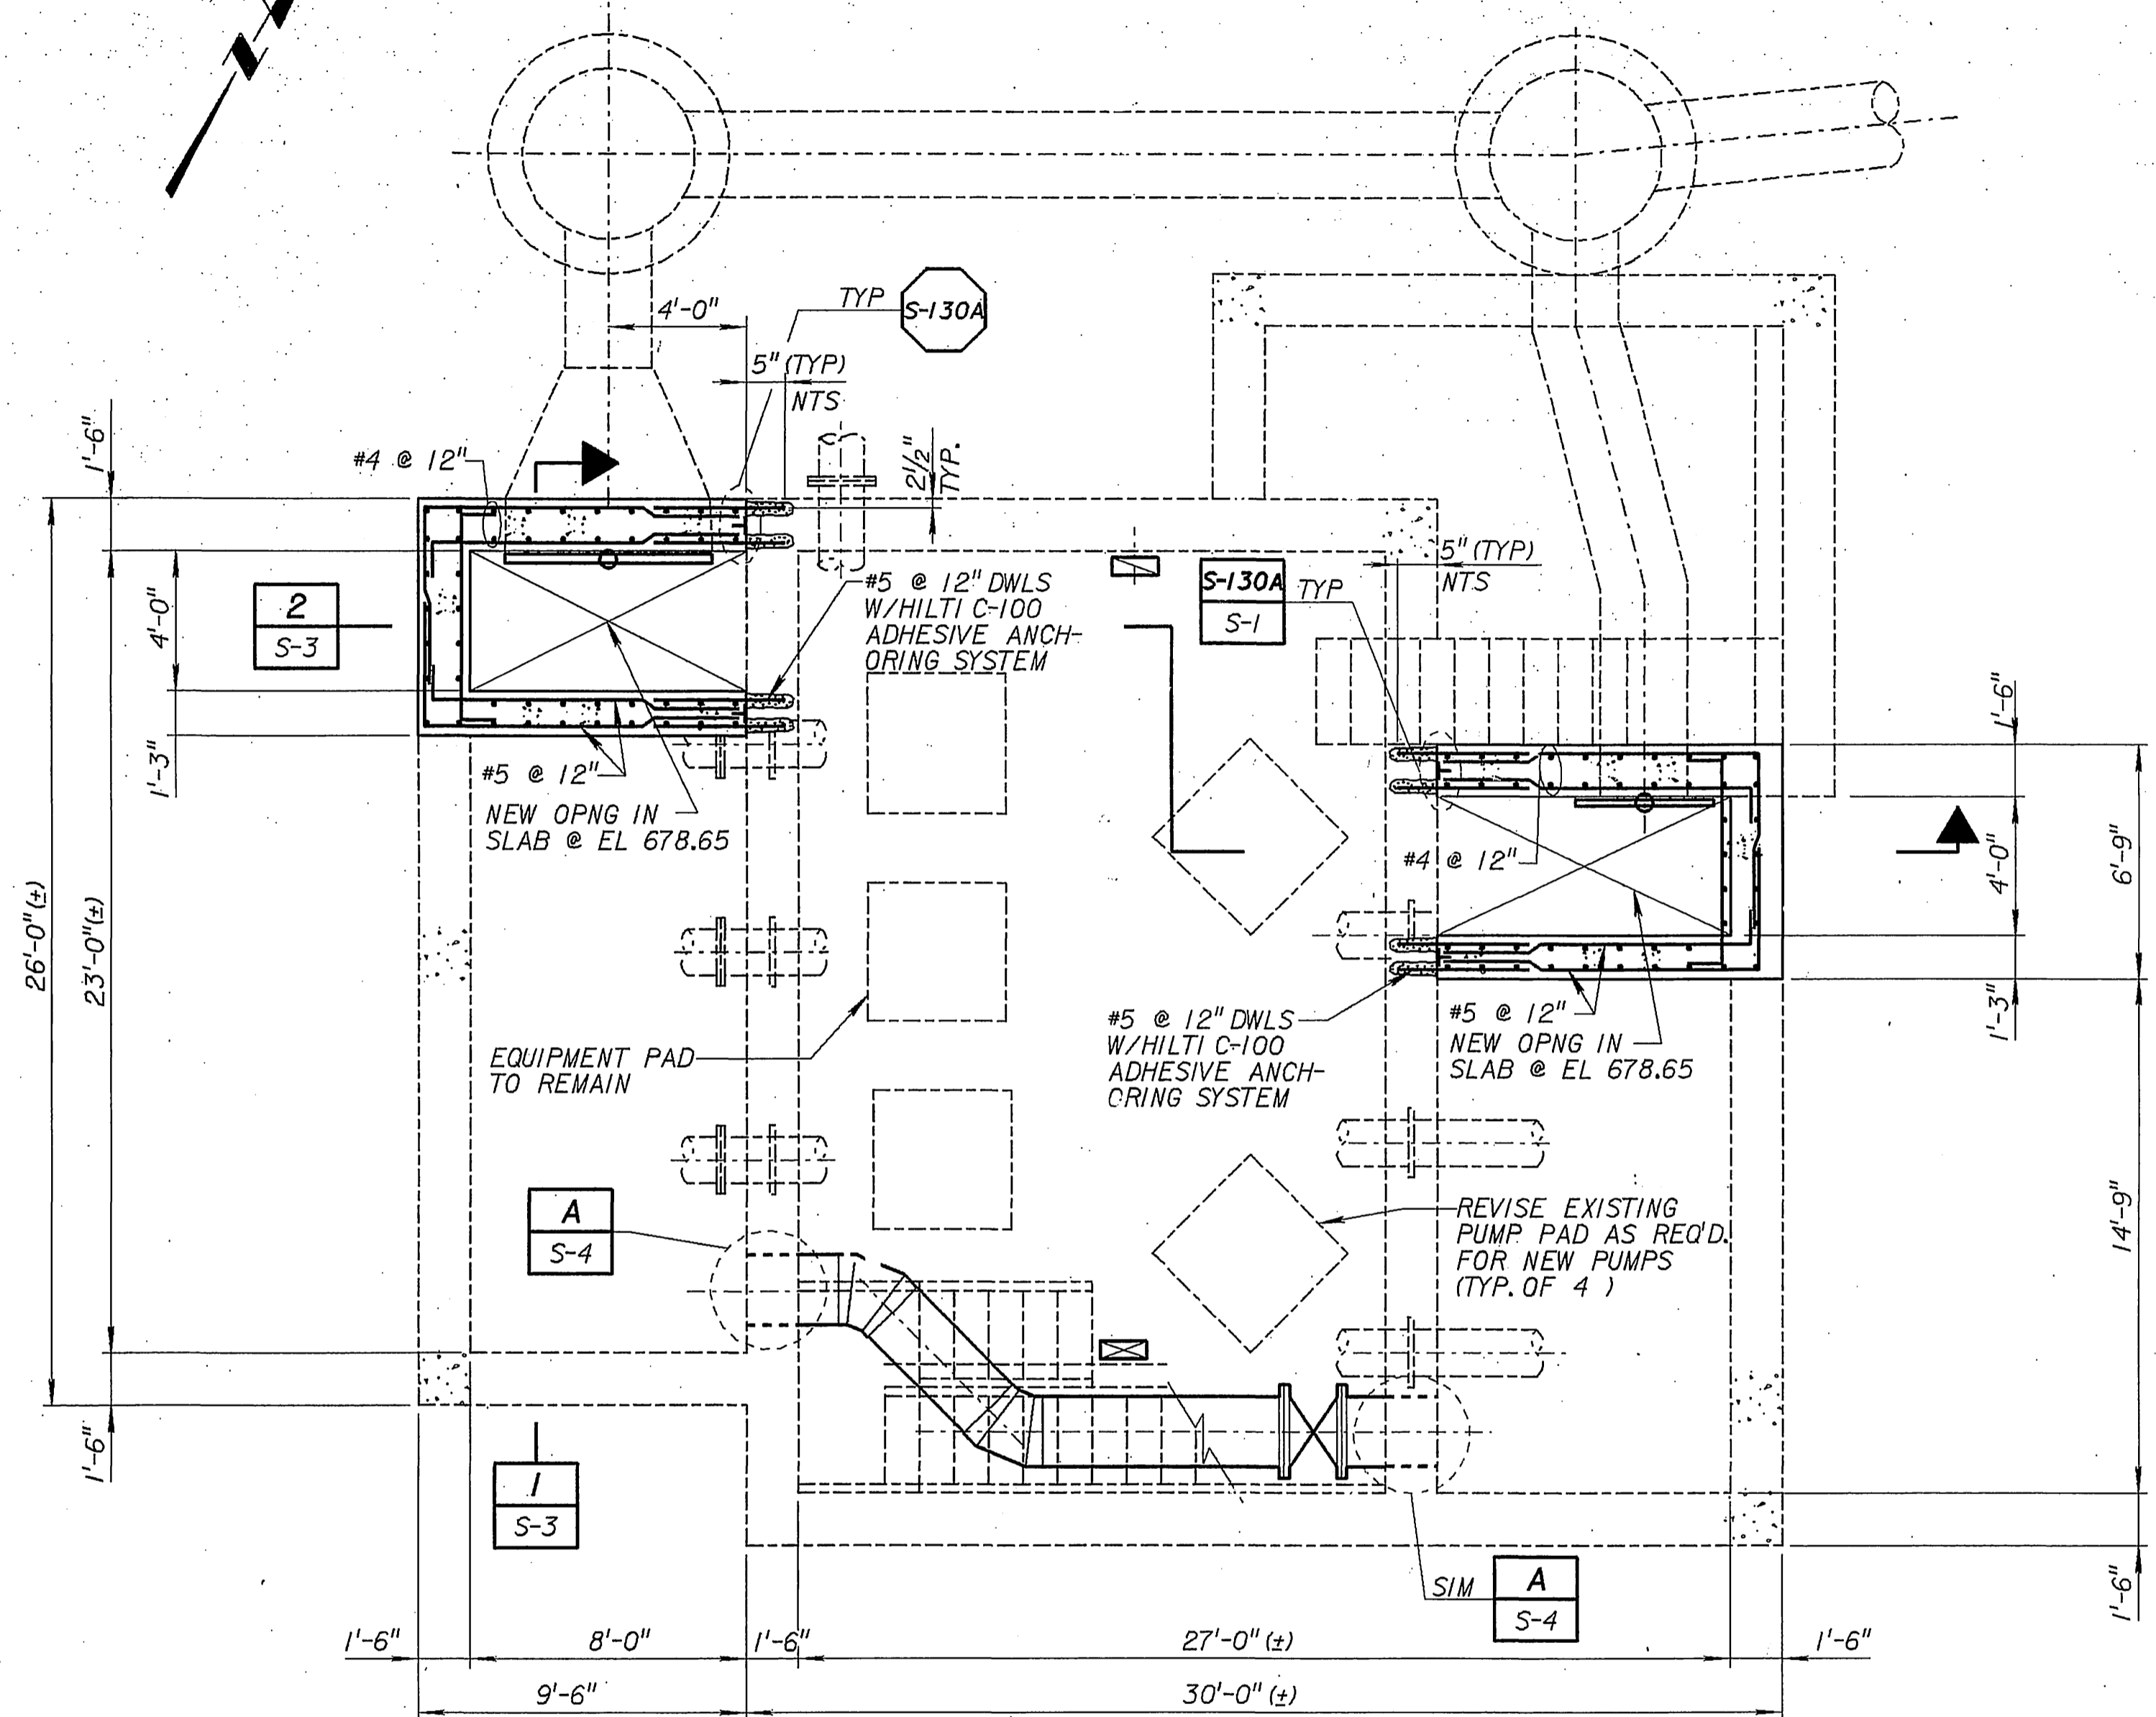 TYP
S-130A
4'-0"
5" (TYP)
NTS
1'-6"
#4 @ 12"
2½"
TYP.
2
S-3
4'-0"
1'-3"
#5 @ 12" DWLS
W/HILTI C-100
ADHESIVE ANCH-
ORING SYSTEM
S-130A
S-1
TYP
5" (TYP)
NTS
#5 @ 12"
NEW OPNG IN
SLAB @ EL 678.65
1'-6"
4'-0"
6'-9"
1'-3"
#4 @ 12"
26'-0" (±)
23'-0" (±)
#5 @ 12" DWLS
W/HILTI C-100
ADHESIVE ANCH-
ORING SYSTEM
#5 @ 12"
NEW OPNG IN
SLAB @ EL 678.65
EQUIPMENT PAD
TO REMAIN
A
S-4
REVISE EXISTING
PUMP PAD AS REQ'D.
FOR NEW PUMPS
(TYP. OF 4 )
14'-9"
1'-6"
1
S-3
SIM
A
S-4
1'-6"
1'-6"
8'-0"
1'-6"
27'-0" (±)
1'-6"
9'-6"
30'-0" (±)